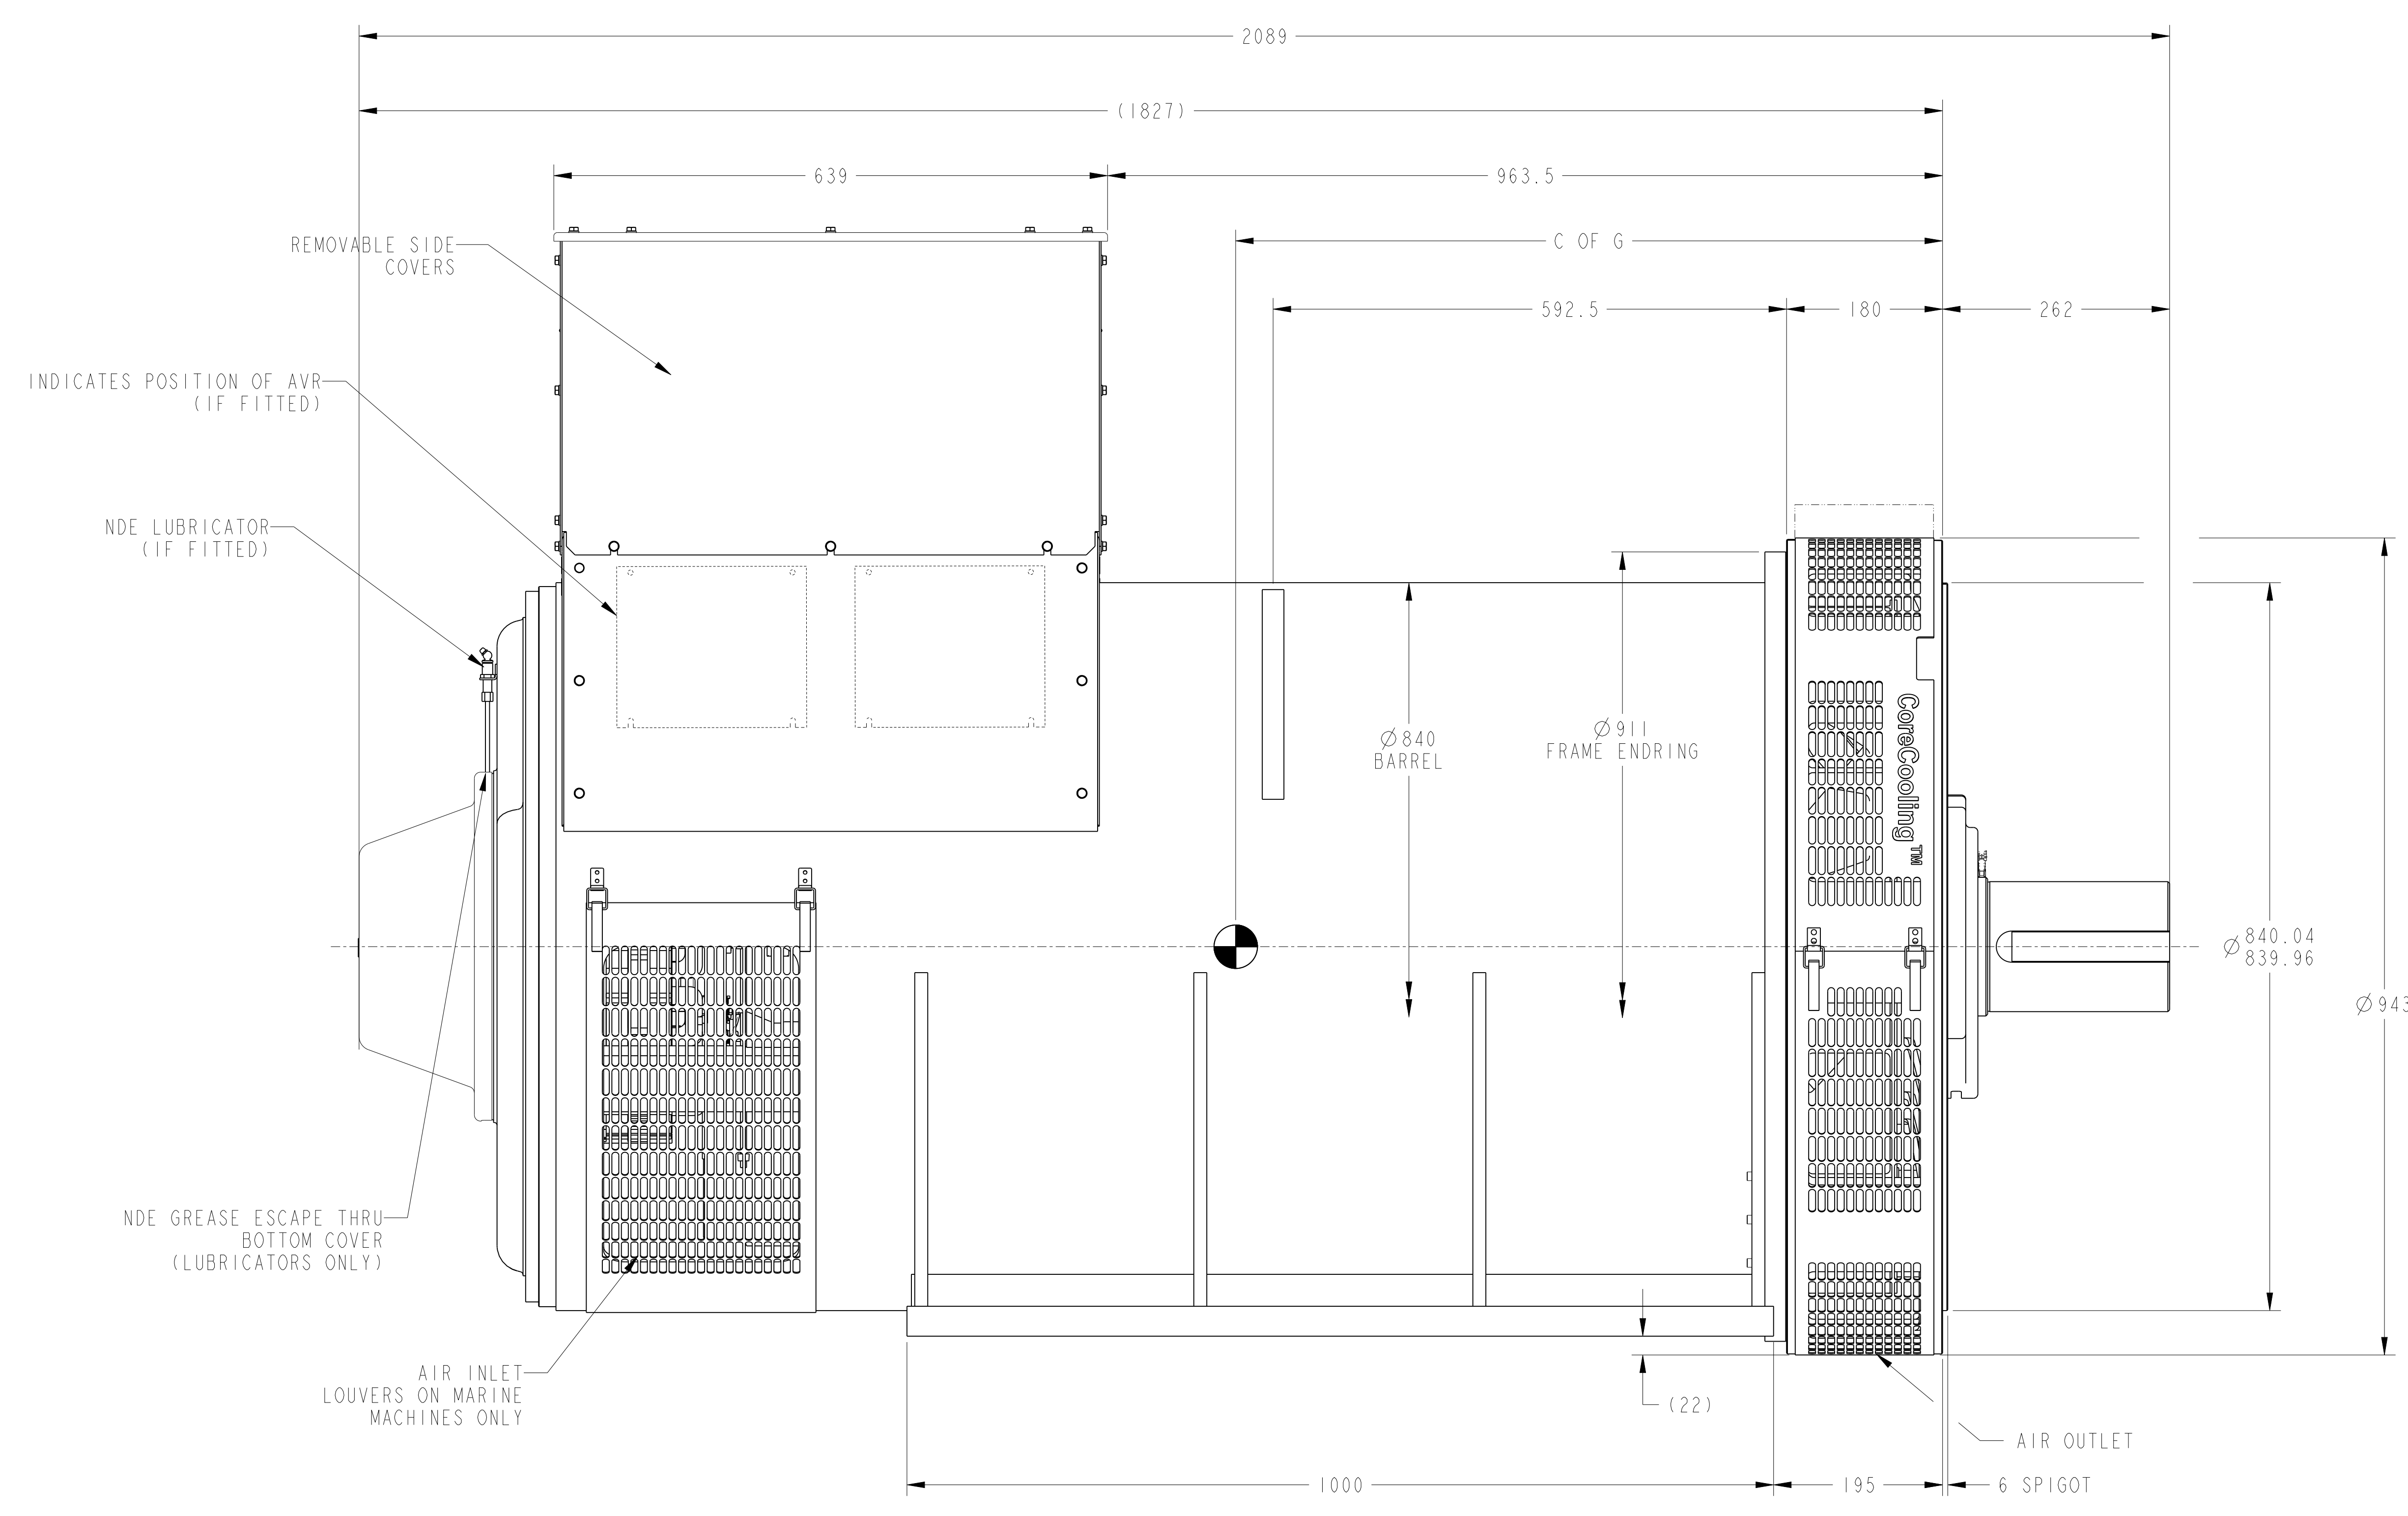 2089
(1827)
639
963.5
REMOVABLE SIDE
COVERS
C OF G
592.5
180
262
INDICATES POSITION OF AVR
(IF FITTED)
NDE LUBRICATOR
(IF FITTED)
Ø840
BARREL
Ø911
FRAME ENDRING
CoreCooling™
Ø840.04
839.96
Ø943
NDE GREASE ESCAPE THRU
BOTTOM COVER
(LUBRICATORS ONLY)
AIR INLET
LOUVERS ON MARINE
MACHINES ONLY
(22)
AIR OUTLET
1000
195
6 SPIGOT